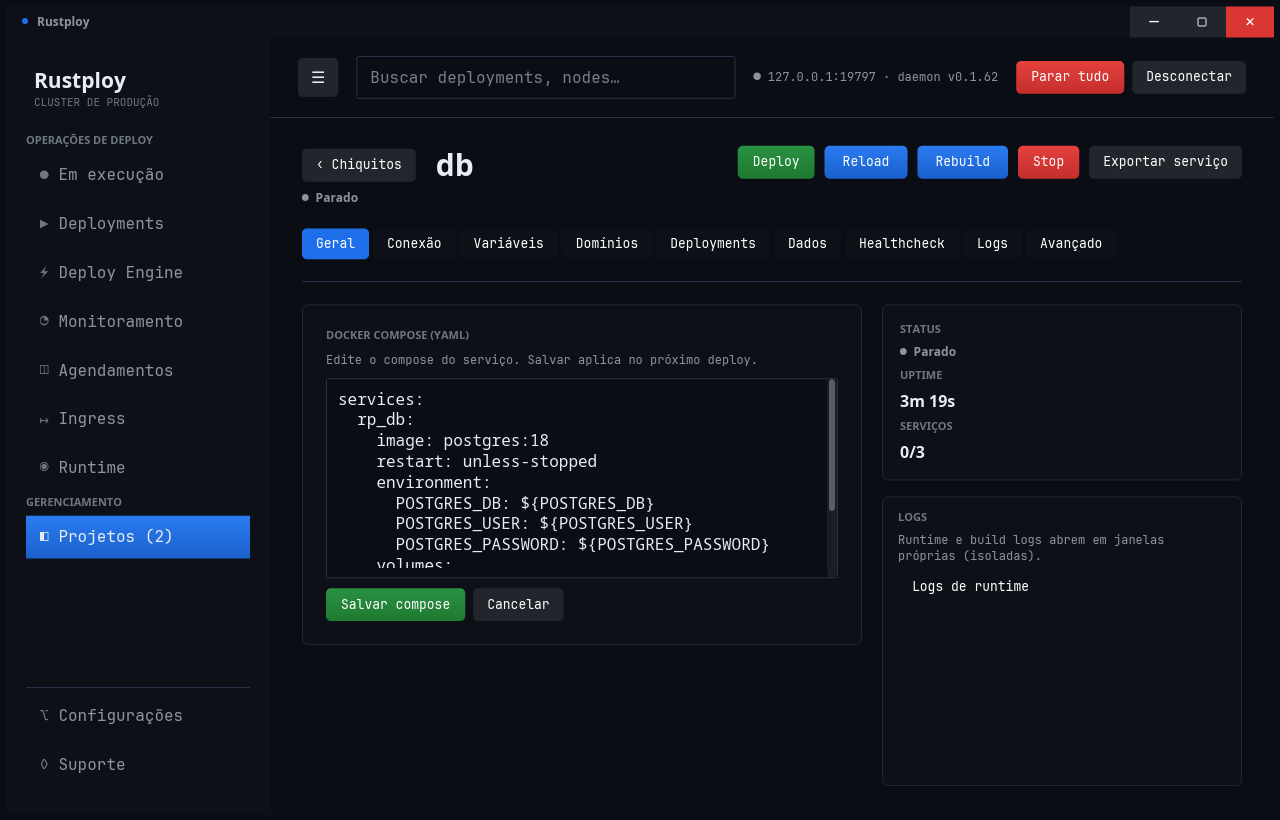 Rustploy
Rustploy
CLUSTER DE PRODUÇÃO
OPERAÇÕES DE DEPLOY
Em execução
Deployments
Deploy Engine
Monitoramento
Agendamentos
Ingress
Runtime
GERENCIAMENTO
Projetos (2)
Configurações
Suporte
Buscar deployments, nodes…
127.0.0.1:19797 · daemon v0.1.62
Parar tudo
Desconectar
‹ Chiquitos
db
Deploy
Reload
Rebuild
Stop
Exportar serviço
Parado
Geral
Conexão
Variáveis
Domínios
Deployments
Dados
Healthcheck
Logs
Avançado
DOCKER COMPOSE (YAML)
Edite o compose do serviço. Salvar aplica no próximo deploy.
services:
  rp_db:
    image: postgres:18
    restart: unless-stopped
    environment:
      POSTGRES_DB: ${POSTGRES_DB}
      POSTGRES_USER: ${POSTGRES_USER}
      POSTGRES_PASSWORD: ${POSTGRES_PASSWORD}
    volumes:
Salvar compose
Cancelar
STATUS
Parado
UPTIME
3m 19s
SERVIÇOS
0/3
LOGS
Runtime e build logs abrem em janelas
próprias (isoladas).
Logs de runtime